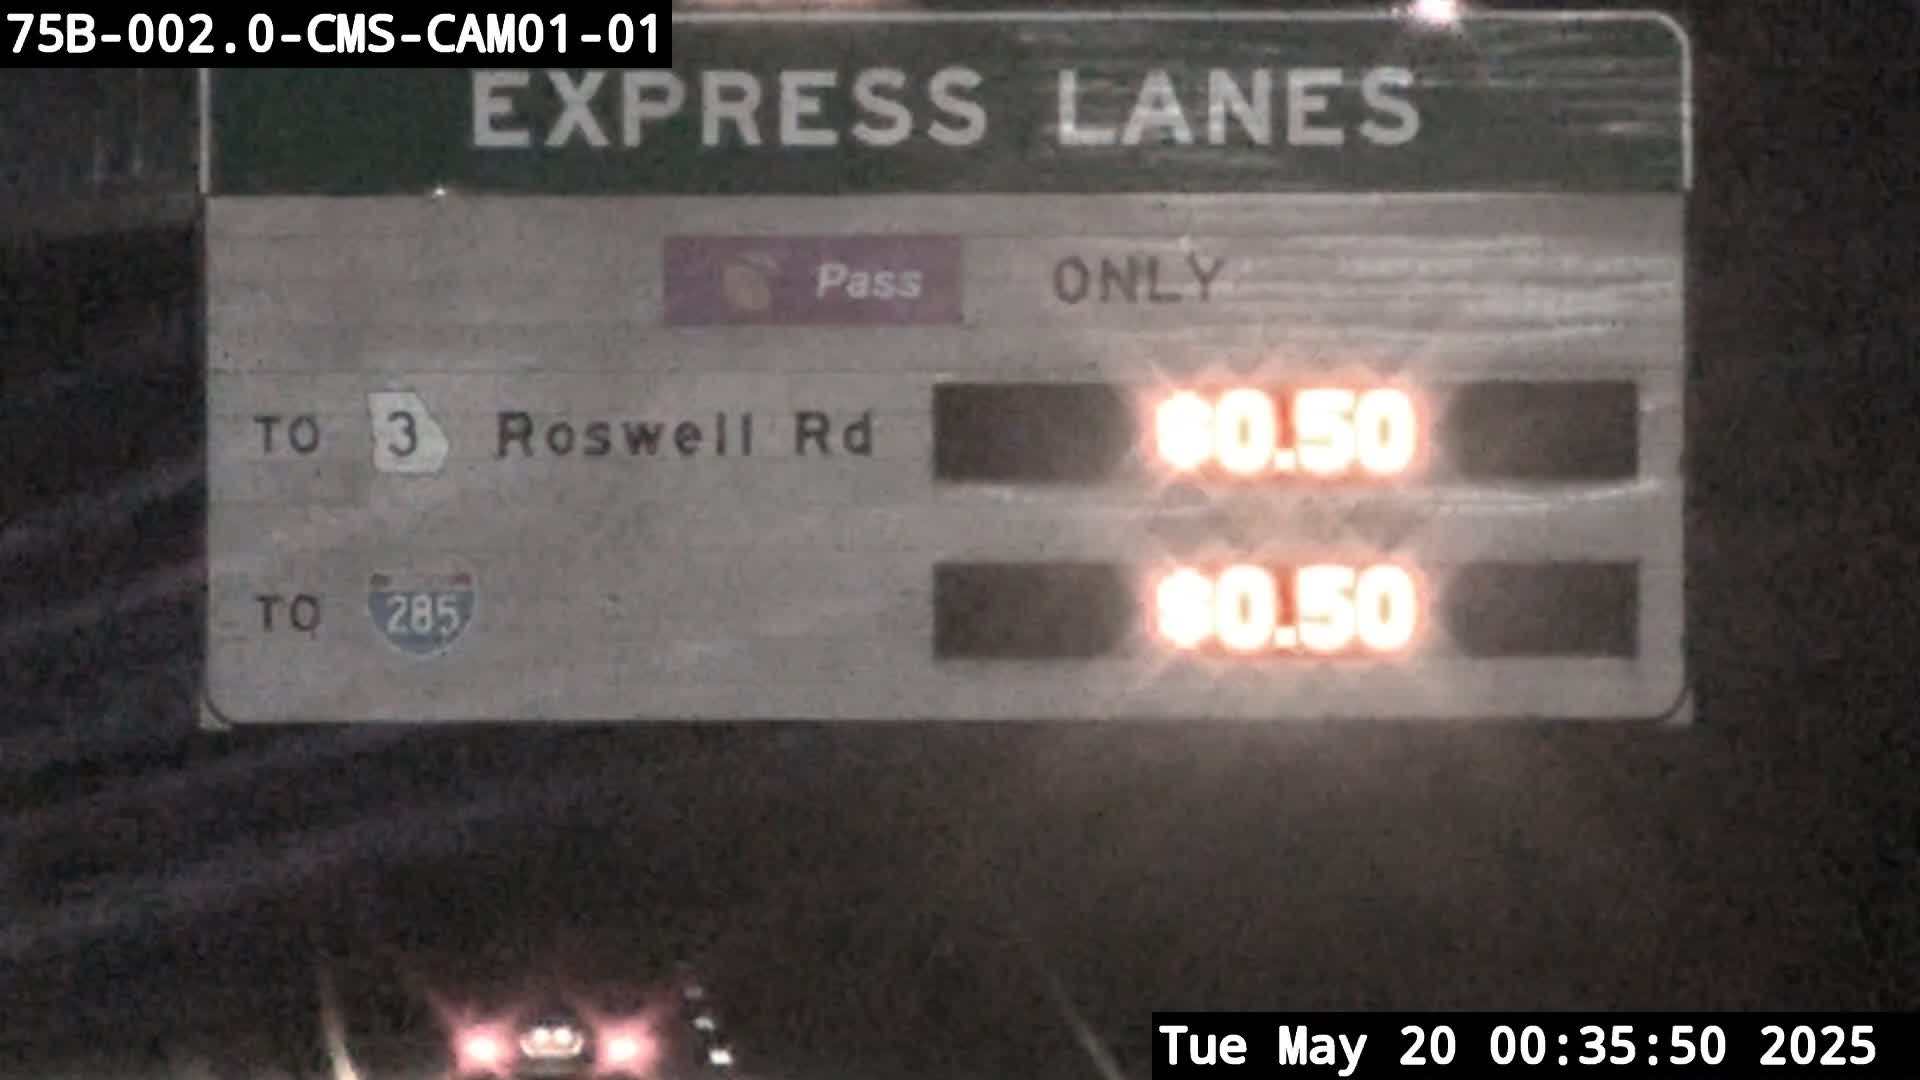 75B-002.0-CMS-CAM01-01
EXPRESS LANES
Pass ONLY
TO 3 Roswell Rd $0.50
TO 285 $0.50
Tue May 20 00:35:50 2025